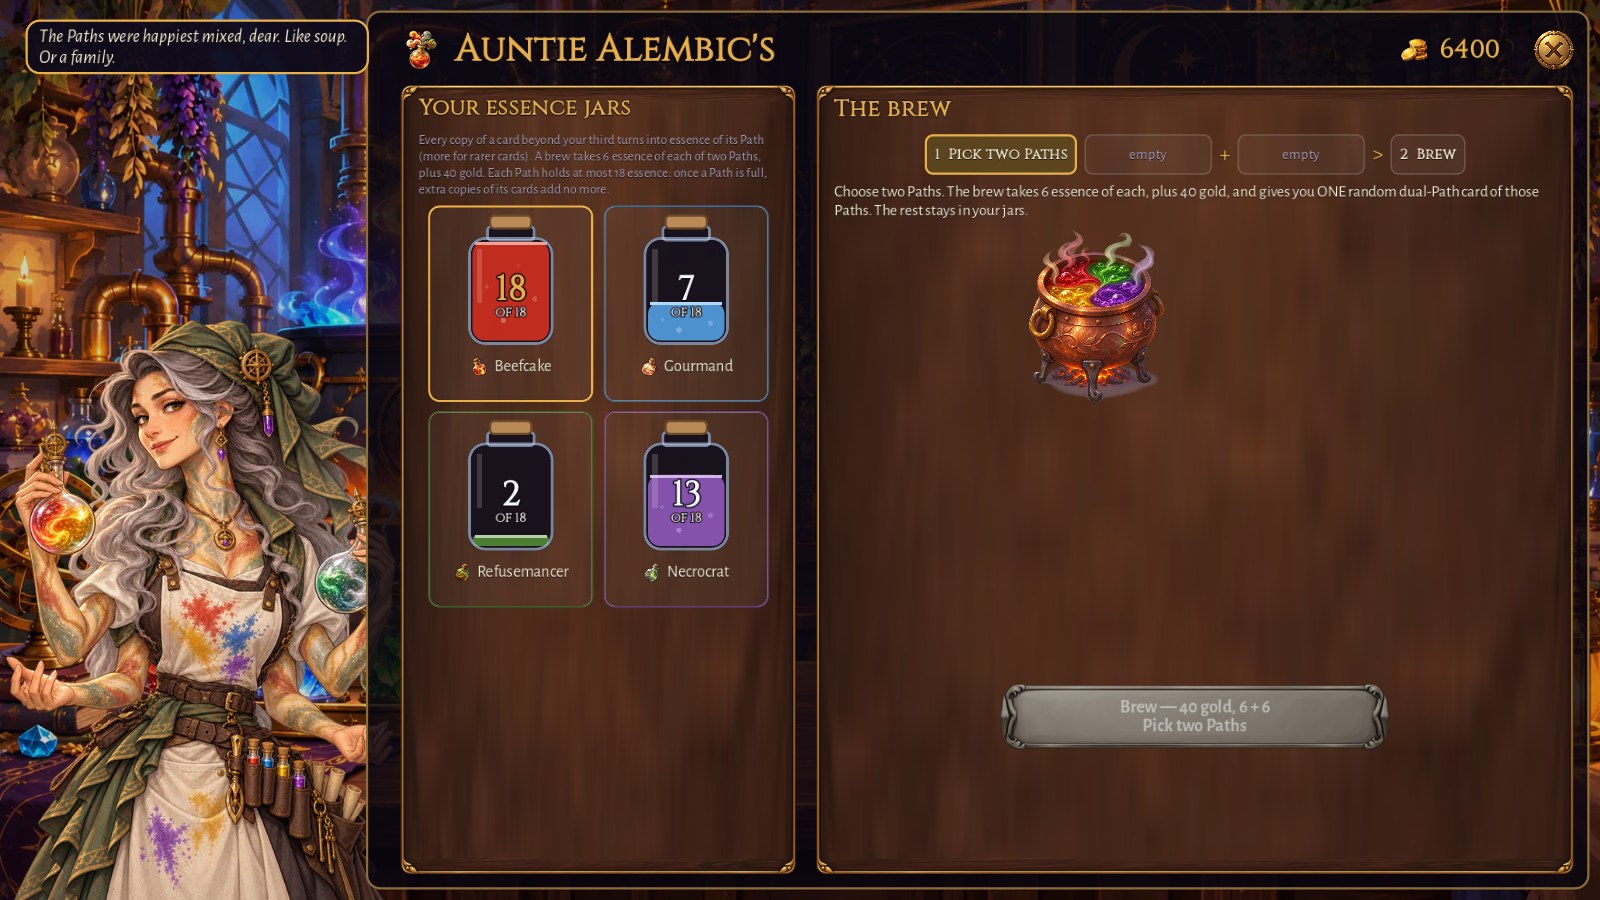 The Paths were happiest mixed, dear. Like soup.
Or a family.
AUNTIE ALEMBIC'S
6400
YOUR ESSENCE JARS
Every copy of a card beyond your third turns into essence of its Path
(more for rarer cards). A brew takes 6 essence of each of two Paths,
plus 40 gold. Each Path holds at most 18 essence: once a Path is full,
extra copies of its cards add no more.
18
OF 18
Beefcake
7
OF 18
Gourmand
2
OF 18
Refusemancer
13
OF 18
Necrocrat
THE BREW
1 PICK TWO PATHS
empty
+
empty
>
2 BREW
Choose two Paths. The brew takes 6 essence of each, plus 40 gold, and gives you ONE random dual-Path card of those
Paths. The rest stays in your jars.
Brew — 40 gold, 6 + 6
Pick two Paths